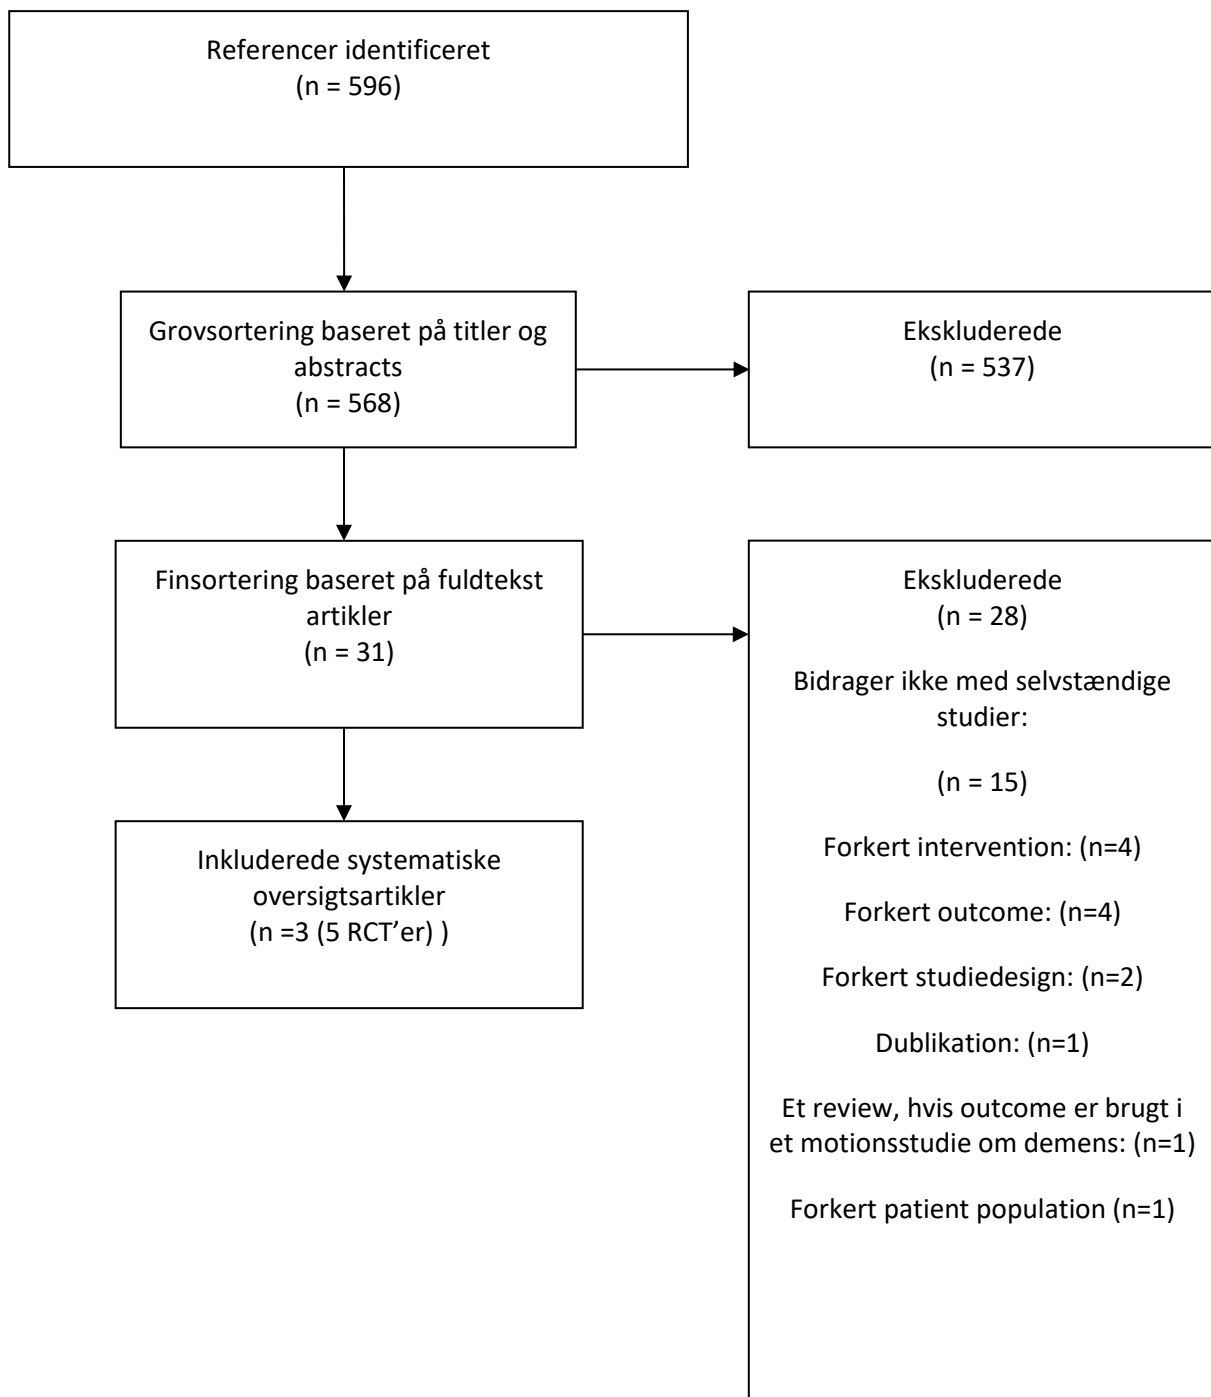 Referencer identificeret
(n = 596)
Grovsortering baseret på titler og
abstracts
(n = 568)
Ekskluderede
(n = 537)
Finsortering baseret på fuldtekst
artikler
(n = 31)
Ekskluderede
(n = 28)
Bidrager ikke med selvstændige
studier:
(n = 15)
Forkert intervention: (n=4)
Forkert outcome: (n=4)
Forkert studiedesign: (n=2)
Dublikation: (n=1)
Et review, hvis outcome er brugt i
et motionsstudie om demens: (n=1)
Forkert patient population (n=1)
Inkluderede systematiske
oversigtsartikler
(n =3 (5 RCT’er) )